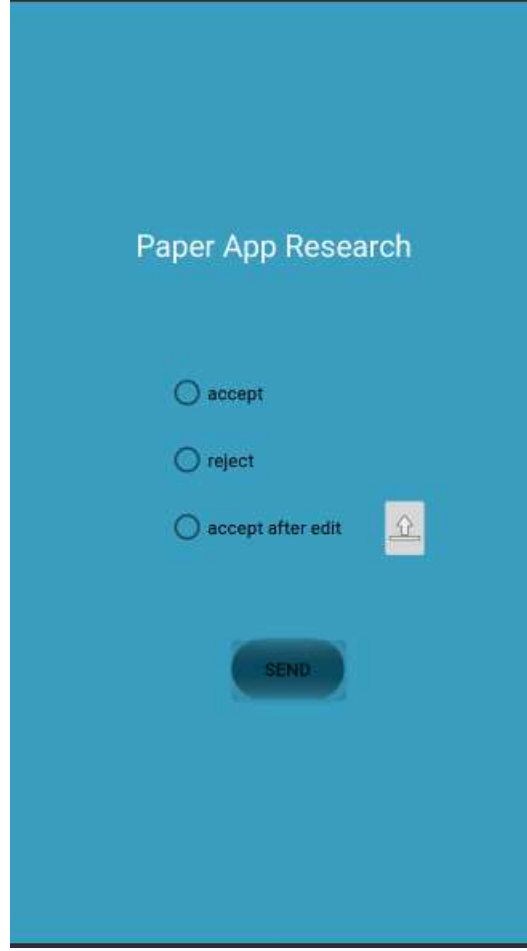 Paper App Research
accept
reject
accept after edit
SEND